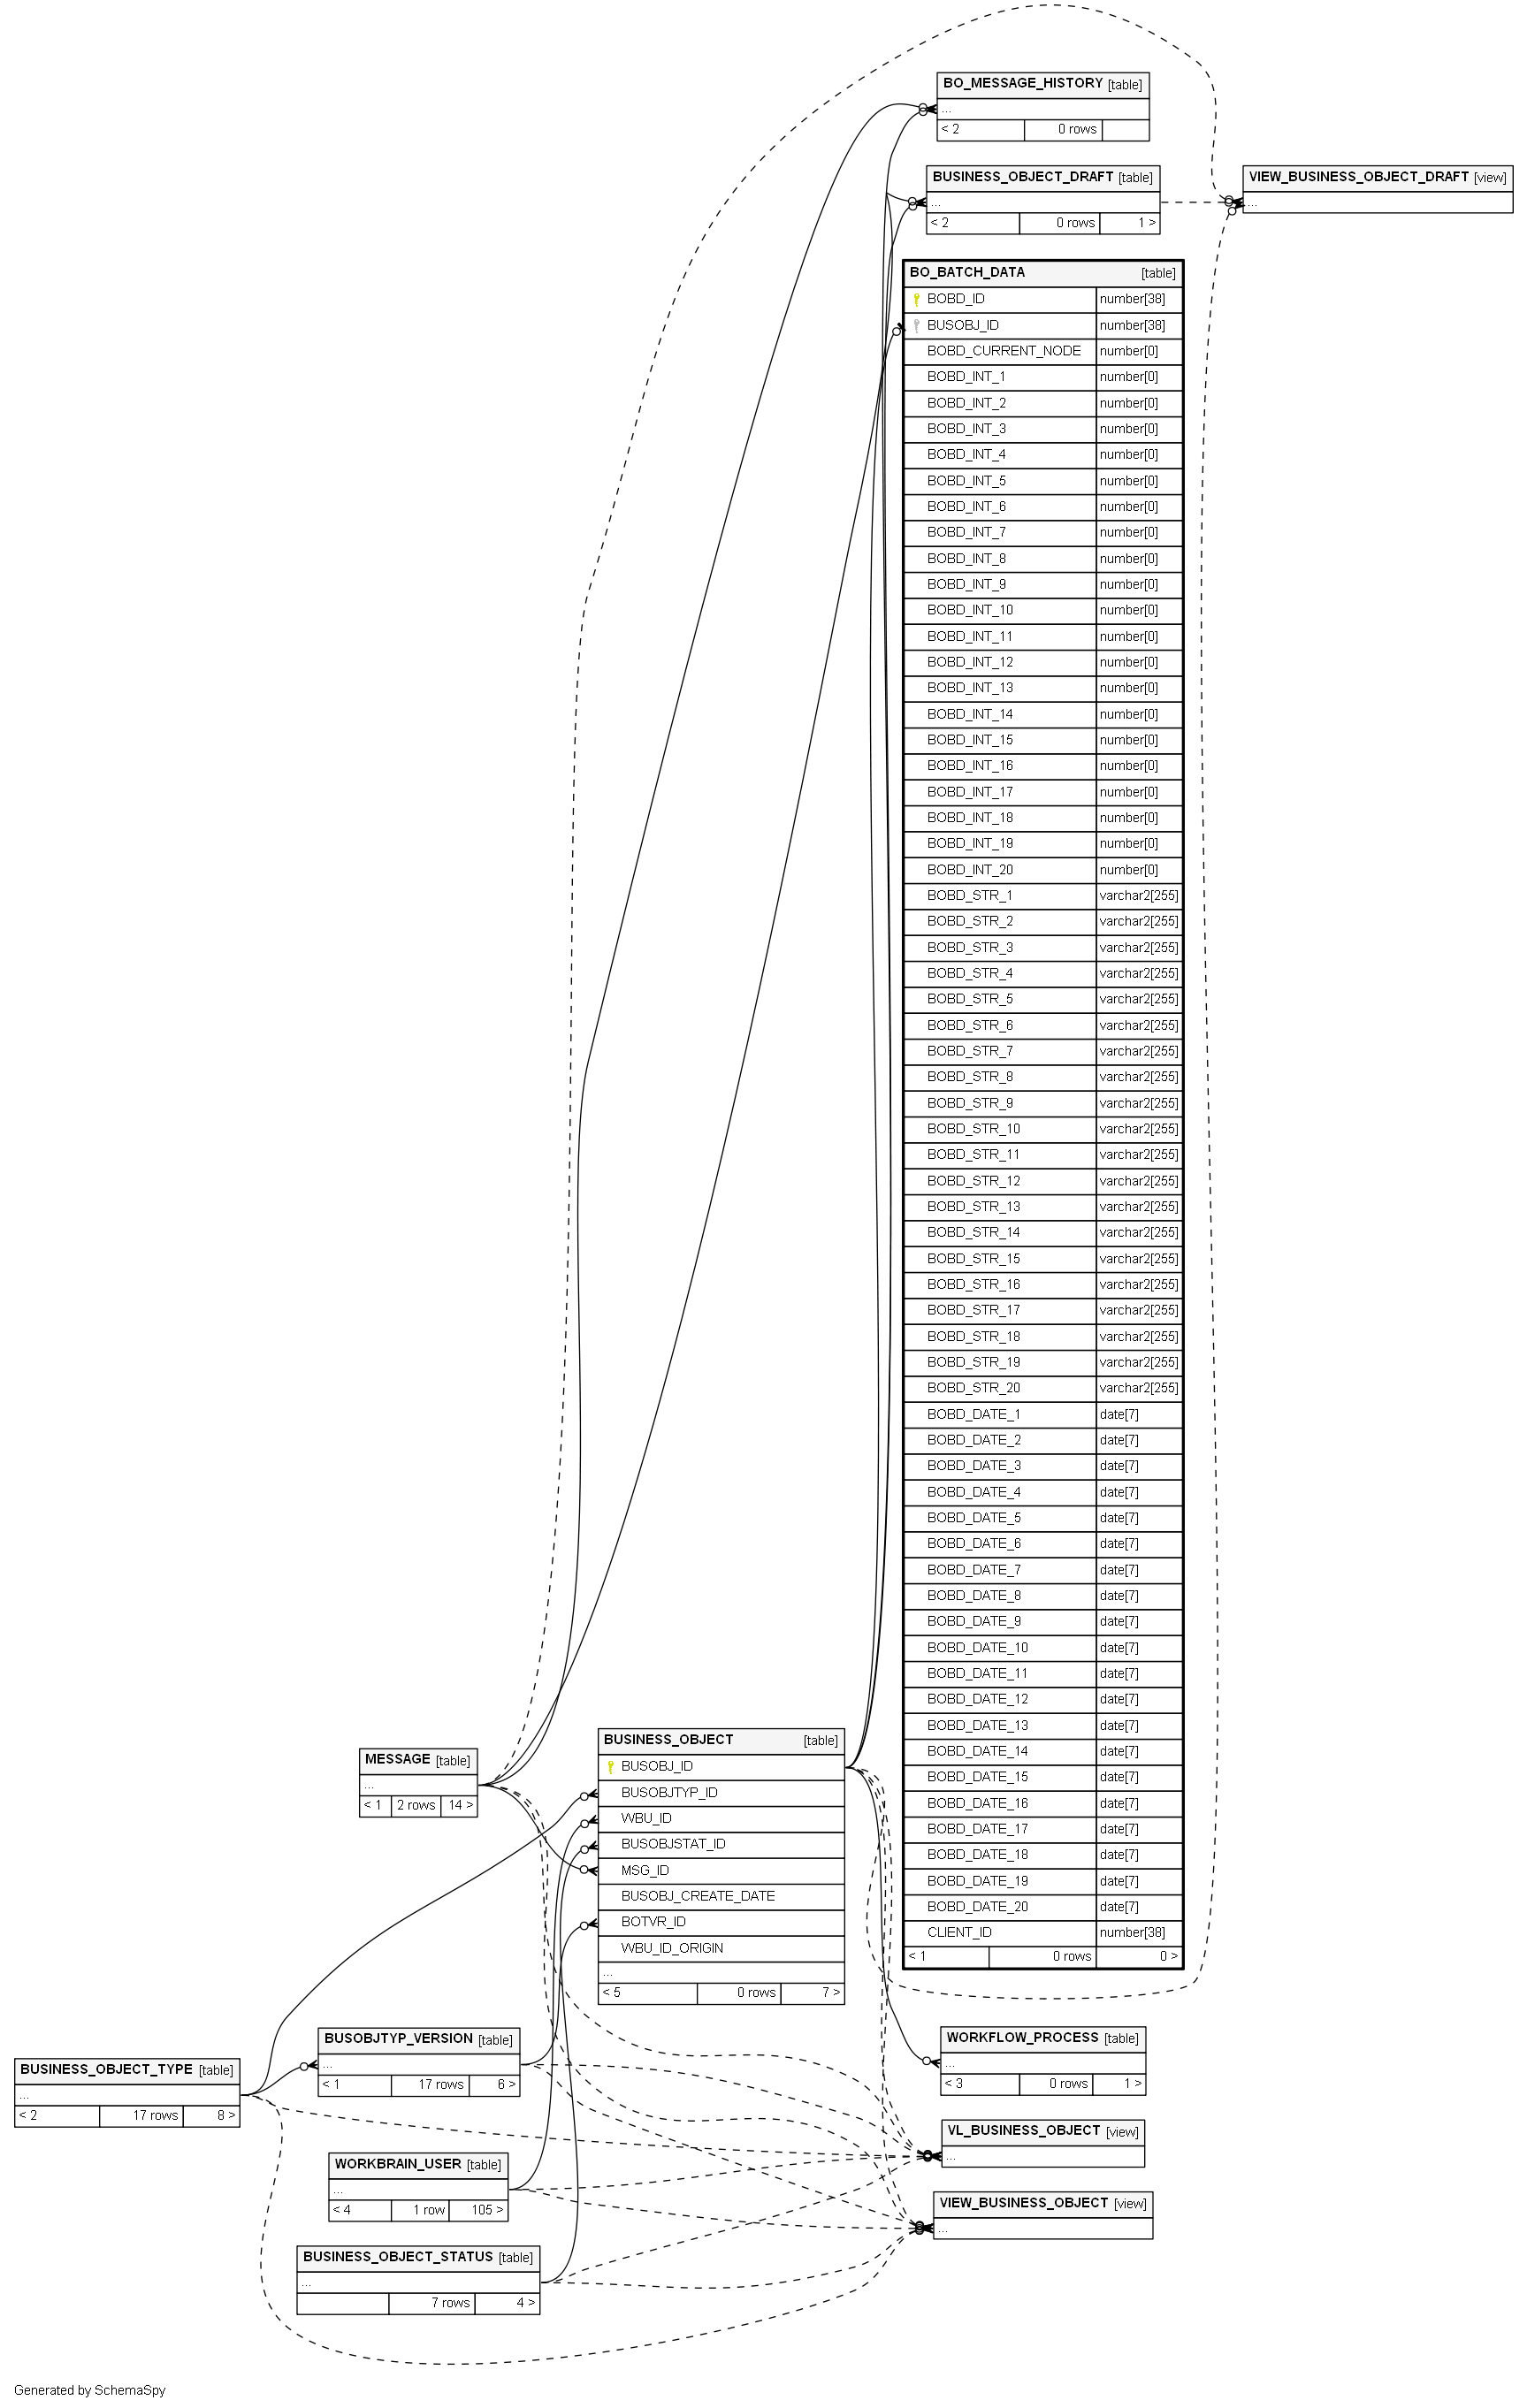 BO_MESSAGE_HISTORY [table]
...
< 2 0 rows
BUSINESS_OBJECT_DRAFT [table]
...
< 2 0 rows 1 >
VIEW_BUSINESS_OBJECT_DRAFT [view]
...
BO_BATCH_DATA [table]
BOBD_ID number[38]
BUSOBJ_ID number[38]
BOBD_CURRENT_NODE number[0]
BOBD_INT_1 number[0]
BOBD_INT_2 number[0]
BOBD_INT_3 number[0]
BOBD_INT_4 number[0]
BOBD_INT_5 number[0]
BOBD_INT_6 number[0]
BOBD_INT_7 number[0]
BOBD_INT_8 number[0]
BOBD_INT_9 number[0]
BOBD_INT_10 number[0]
BOBD_INT_11 number[0]
BOBD_INT_12 number[0]
BOBD_INT_13 number[0]
BOBD_INT_14 number[0]
BOBD_INT_15 number[0]
BOBD_INT_16 number[0]
BOBD_INT_17 number[0]
BOBD_INT_18 number[0]
BOBD_INT_19 number[0]
BOBD_INT_20 number[0]
BOBD_STR_1 varchar2[255]
BOBD_STR_2 varchar2[255]
BOBD_STR_3 varchar2[255]
BOBD_STR_4 varchar2[255]
BOBD_STR_5 varchar2[255]
BOBD_STR_6 varchar2[255]
BOBD_STR_7 varchar2[255]
BOBD_STR_8 varchar2[255]
BOBD_STR_9 varchar2[255]
BOBD_STR_10 varchar2[255]
BOBD_STR_11 varchar2[255]
BOBD_STR_12 varchar2[255]
BOBD_STR_13 varchar2[255]
BOBD_STR_14 varchar2[255]
BOBD_STR_15 varchar2[255]
BOBD_STR_16 varchar2[255]
BOBD_STR_17 varchar2[255]
BOBD_STR_18 varchar2[255]
BOBD_STR_19 varchar2[255]
BOBD_STR_20 varchar2[255]
BOBD_DATE_1 date[7]
BOBD_DATE_2 date[7]
BOBD_DATE_3 date[7]
BOBD_DATE_4 date[7]
BOBD_DATE_5 date[7]
BOBD_DATE_6 date[7]
BOBD_DATE_7 date[7]
BOBD_DATE_8 date[7]
BOBD_DATE_9 date[7]
BOBD_DATE_10 date[7]
BOBD_DATE_11 date[7]
BOBD_DATE_12 date[7]
BOBD_DATE_13 date[7]
BOBD_DATE_14 date[7]
BOBD_DATE_15 date[7]
BOBD_DATE_16 date[7]
BOBD_DATE_17 date[7]
BOBD_DATE_18 date[7]
BOBD_DATE_19 date[7]
BOBD_DATE_20 date[7]
CLIENT_ID number[38]
< 1 0 rows 0 >
MESSAGE [table]
...
< 1 2 rows 14 >
BUSINESS_OBJECT [table]
BUSOBJ_ID
BUSOBJTYP_ID
WBU_ID
BUSOBJSTAT_ID
MSG_ID
BUSOBJ_CREATE_DATE
BOTVR_ID
WBU_ID_ORIGIN
...
< 5 0 rows 7 >
BUSINESS_OBJECT_TYPE [table]
...
< 2 17 rows 8 >
BUSOBJTYP_VERSION [table]
...
< 1 17 rows 6 >
WORKFLOW_PROCESS [table]
...
< 3 0 rows 1 >
VL_BUSINESS_OBJECT [view]
...
WORKBRAIN_USER [table]
...
< 4 1 row 105 >
VIEW_BUSINESS_OBJECT [view]
...
BUSINESS_OBJECT_STATUS [table]
...
7 rows 4 >
Generated by SchemaSpy